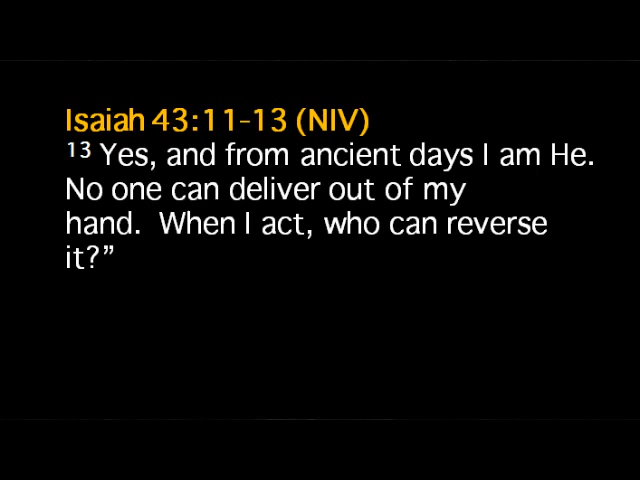 Isaiah 43:11-13 (NIV)
¹³ Yes, and from ancient days I am He.
No one can deliver out of my
hand.  When I act, who can reverse
it?”